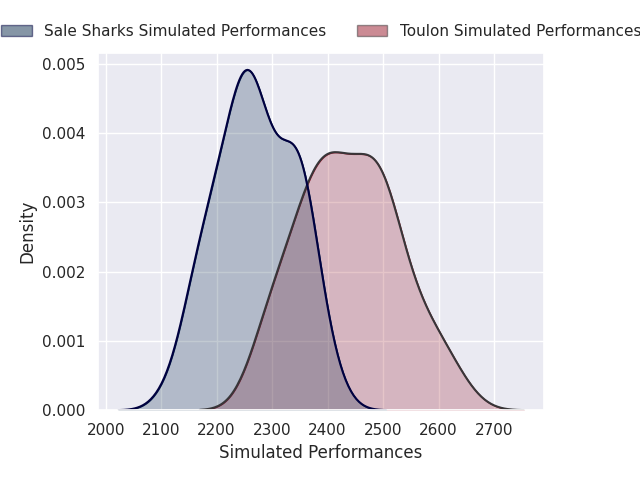 Sale Sharks Simulated Performances Toulon Simulated Performances
0.005
0.004
0.003
0.002
0.001
0.000
Density
2000 2100 2200 2300 2400 2500 2600 2700
Simulated Performances